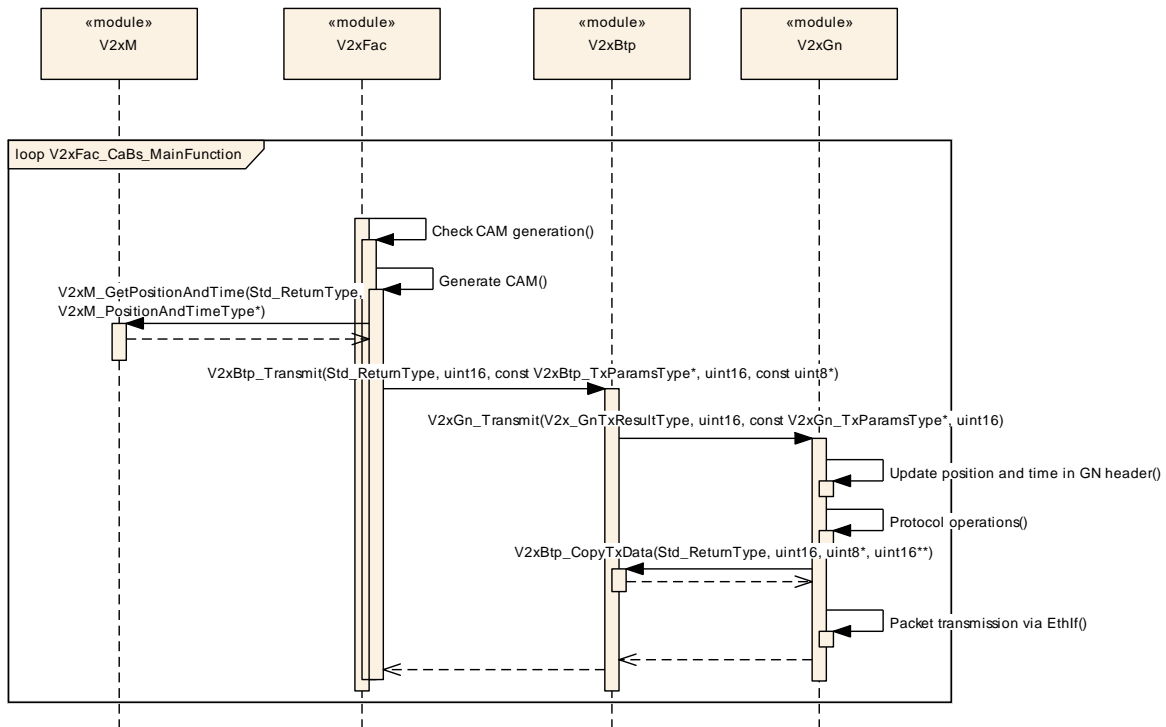 «module»
V2xM
«module»
V2xFac
«module»
V2xBtp
«module»
V2xGn
loop V2xFac_CaBs_MainFunction
Check CAM generation()
Generate CAM()
V2xM_GetPositionAndTime(Std_ReturnType,
V2xM_PositionAndTimeType*)
V2xBtp_Transmit(Std_ReturnType, uint16, const V2xBtp_TxParamsType*, uint16, const uint8*)
V2xGn_Transmit(V2x_GnTxResultType, uint16, const V2xGn_TxParamsType*, uint16)
Update position and time in GN header()
Protocol operations()
V2xBtp_CopyTxData(Std_ReturnType, uint16, uint8*, uint16**)
Packet transmission via EthIf()